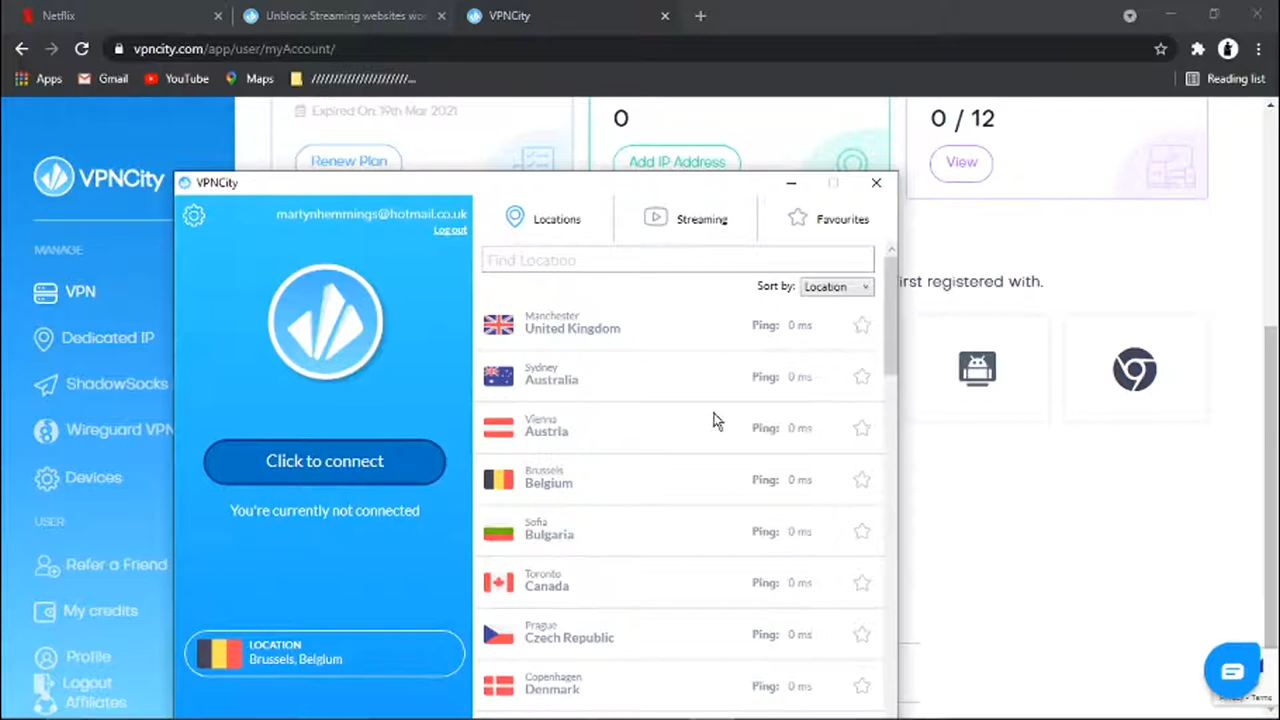 Netflix
Unblock Streaming websites wo
VPNCity
vpncity.com/app/user/myAccount/
Apps
Gmail
YouTube
Maps
//////////////////////...
Reading list
Expired On: 19th Mar 2021
Renew Plan
0
Add IP Address
0 / 12
View
VPNCity
MANAGE
VPN
Dedicated IP
ShadowSocks
Wireguard VPN
Devices
USER
Refer a Friend
My credits
Profile
Logout
Affiliates
VPNCity
martynhemmings@hotmail.co.uk
Logout
Click to connect
You're currently not connected
LOCATION
Brussels, Belgium
Locations
Streaming
Favourites
Find Location
Sort by: Location
Manchester
United Kingdom
Ping: 0 ms
Sydney
Australia
Ping: 0 ms
Vienna
Austria
Ping: 0 ms
Brussels
Belgium
Ping: 0 ms
Sofia
Bulgaria
Ping: 0 ms
Toronto
Canada
Ping: 0 ms
Prague
Czech Republic
Ping: 0 ms
Copenhagen
Denmark
Ping: 0 ms
irst registered with.
Privacy - Terms